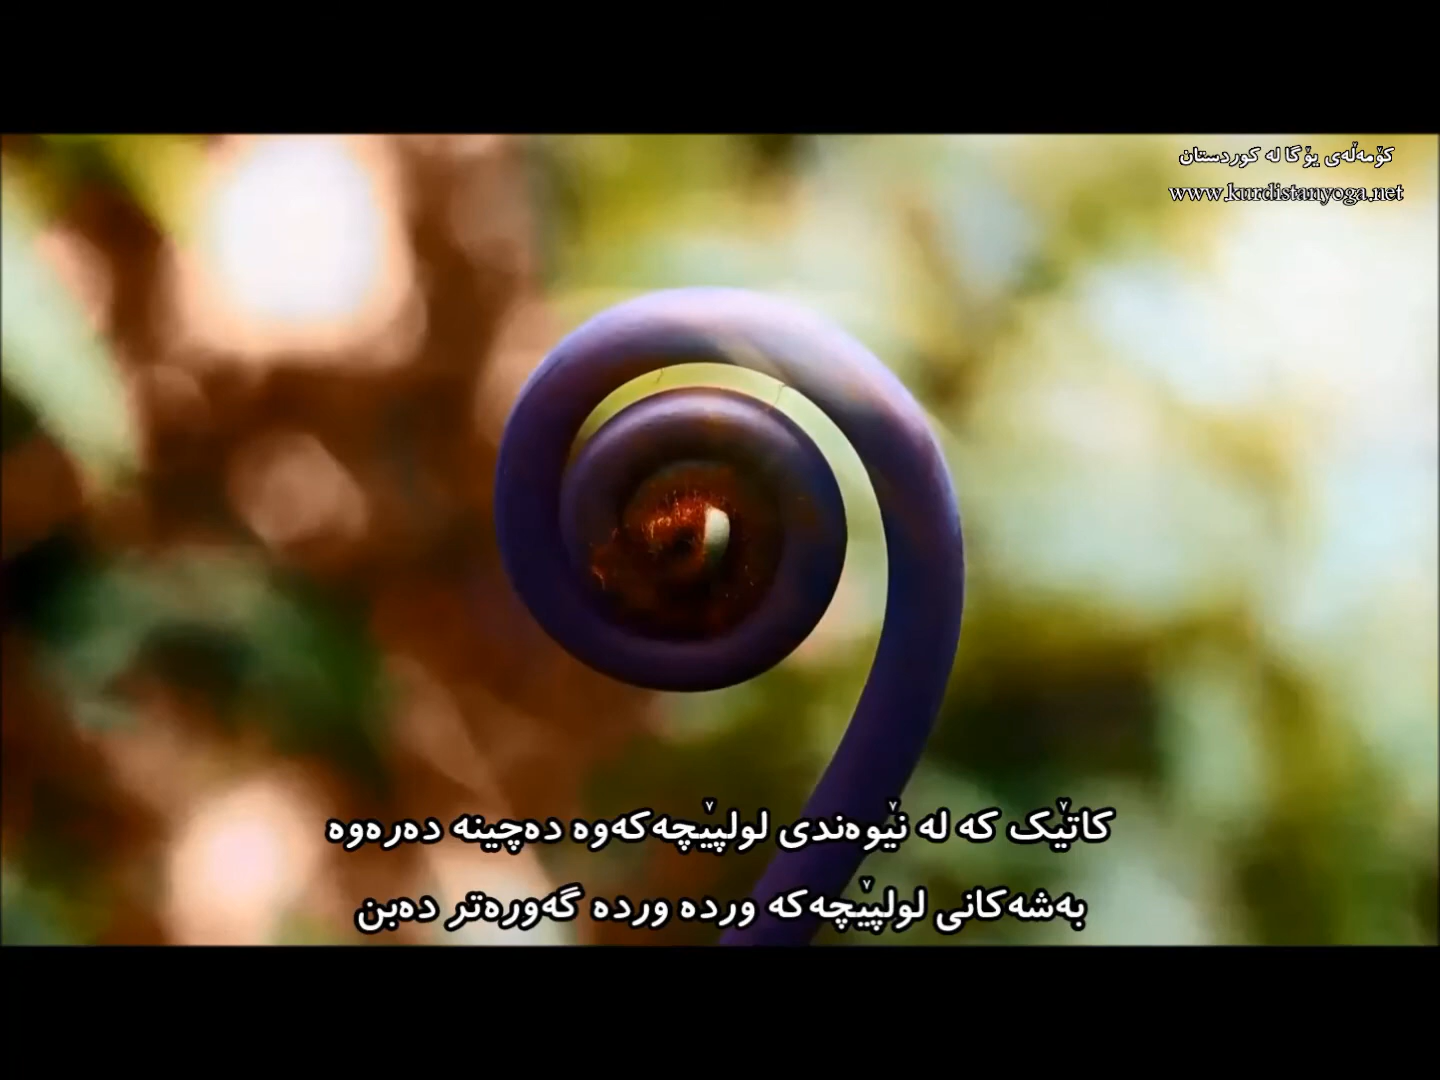 کۆمەڵەی یۆگا لە کوردستان
www.kurdistanyoga.net
کاتێک کە لە نێوەندی لولپێچەکەوە دەچینە دەرەوە
بەشەکانی لولپێچەکە وردە وردە گەورەتر دەبن